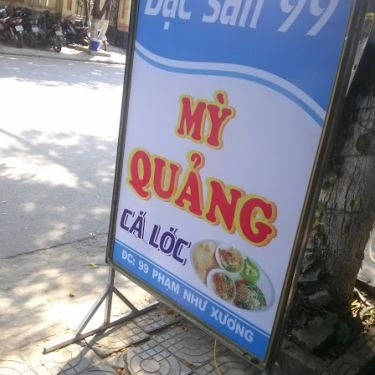 Đặc sản 99
MỲ
QUẢNG
CÁ LÓC
ĐC: 99 PHẠM NHƯ XƯƠNG